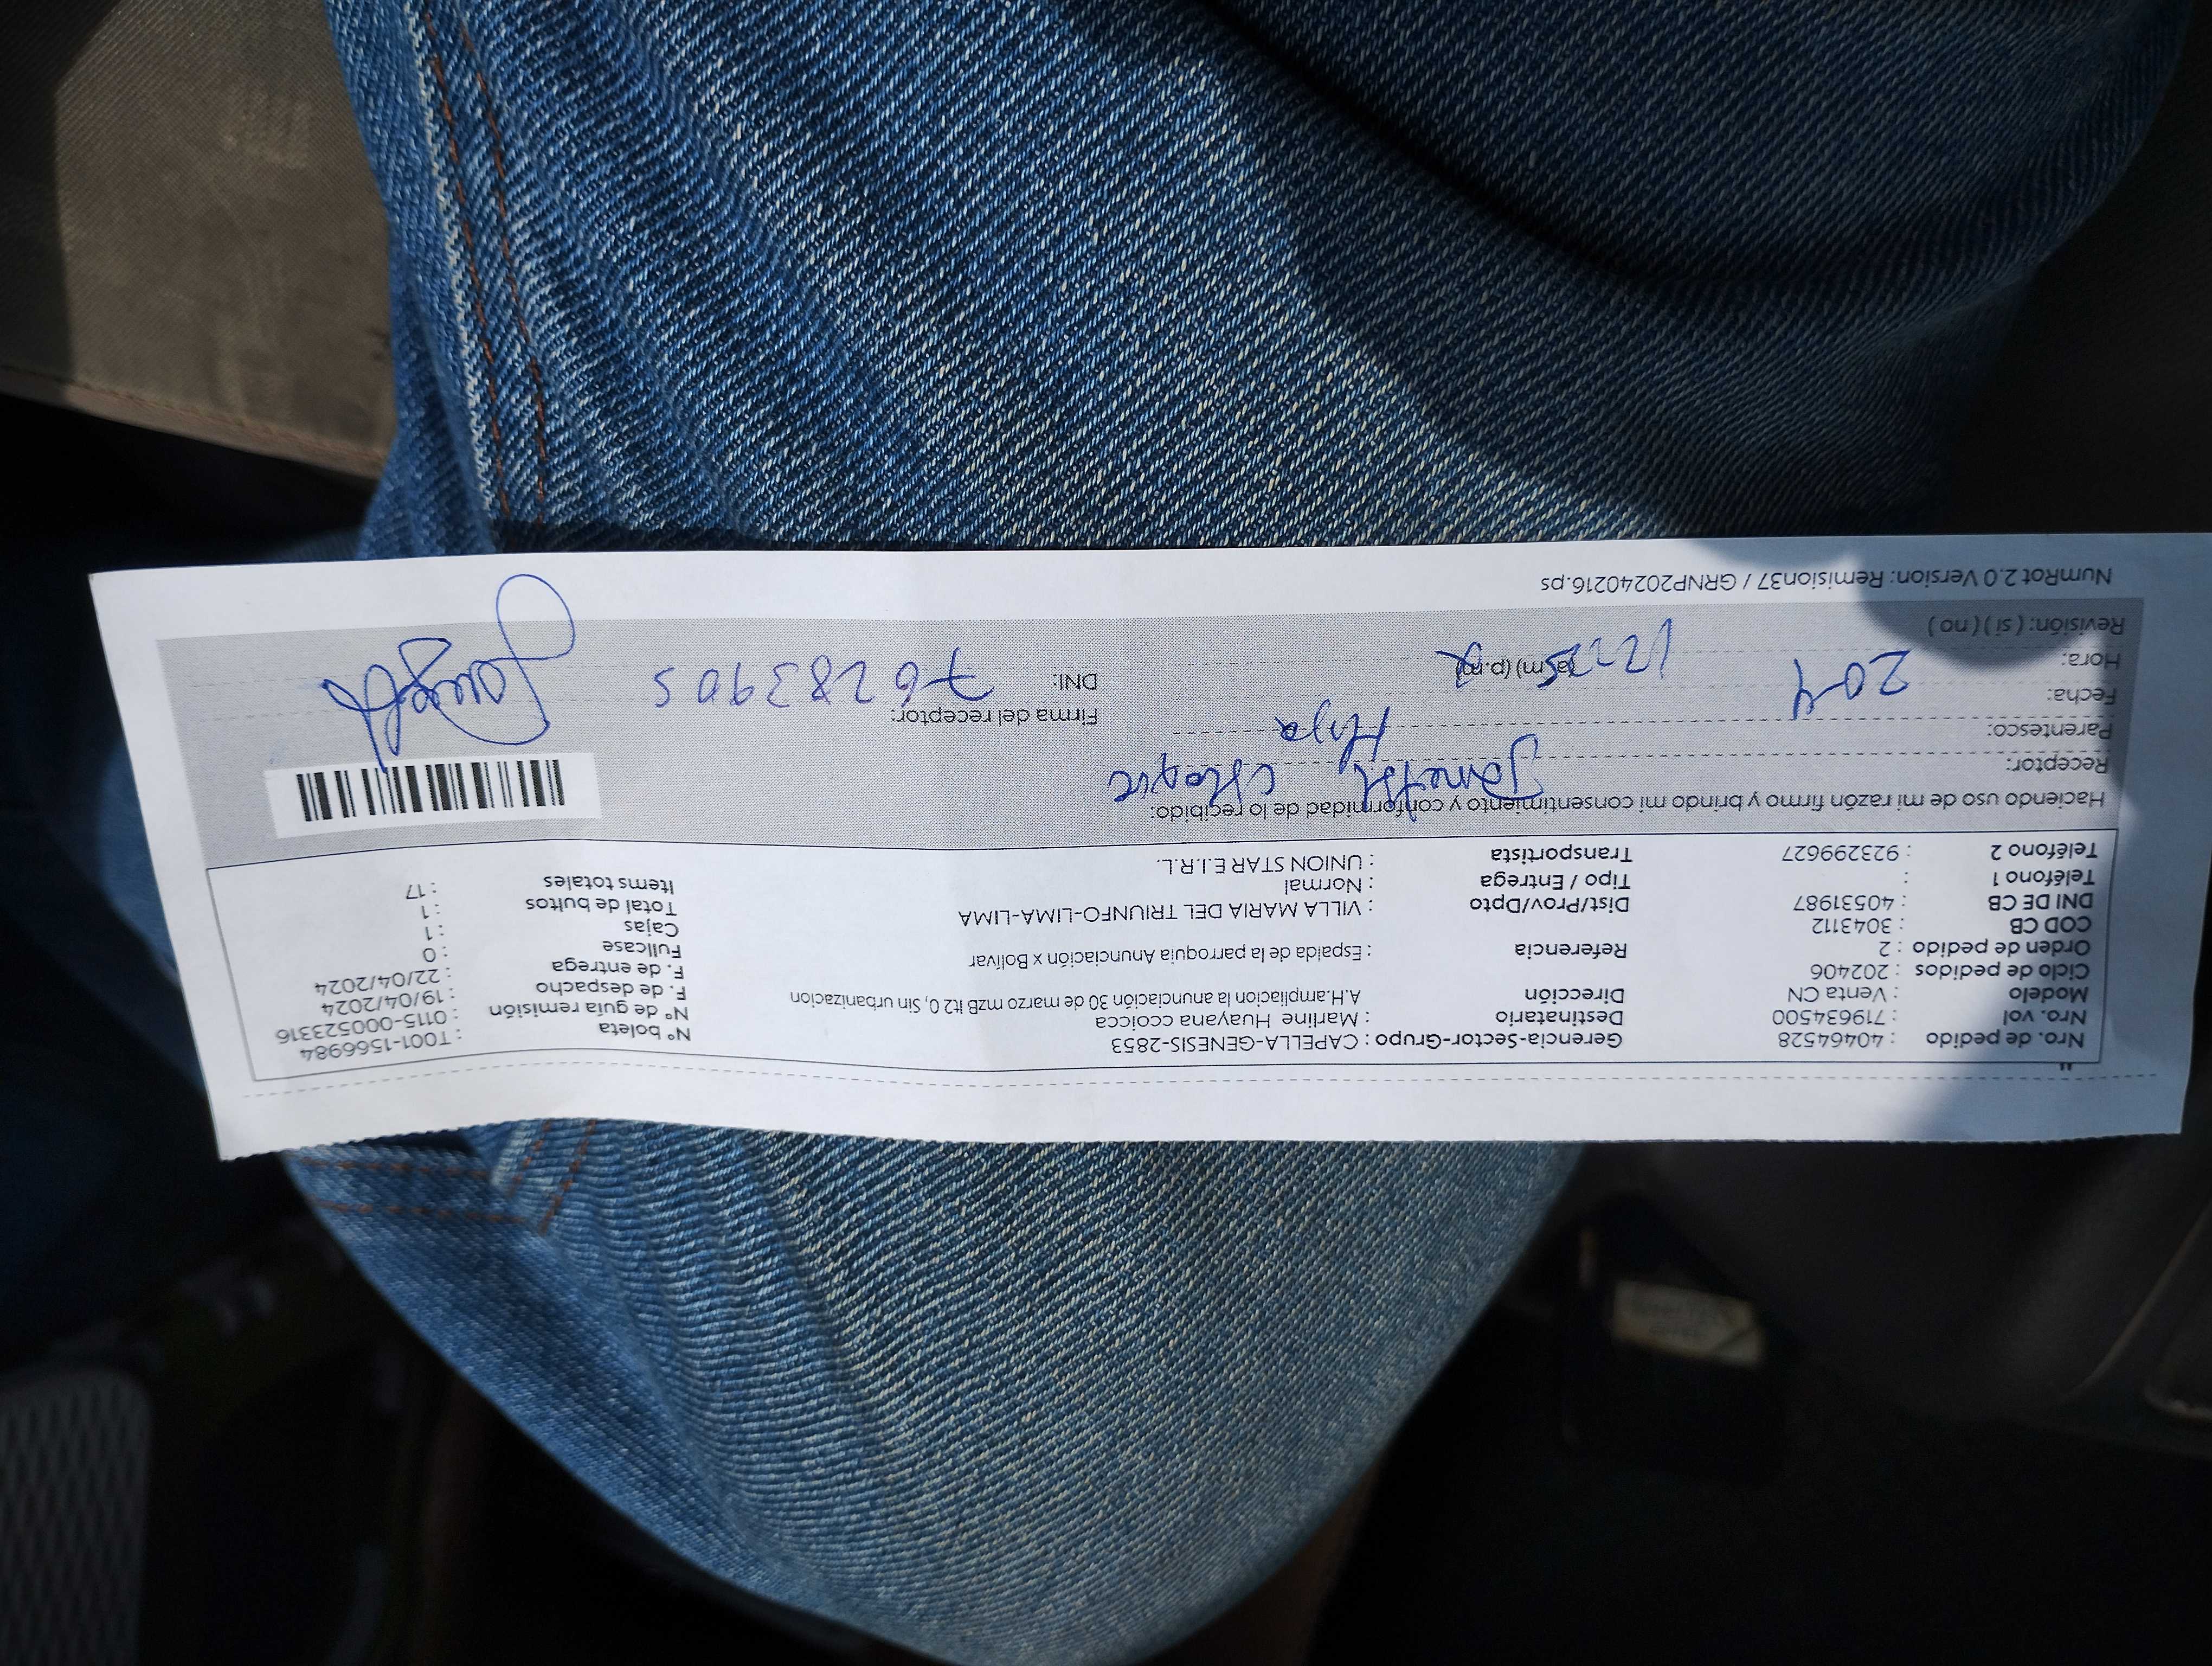 Nro. de pedido : 40464528 Gerencia-Sector-Grupo : CAPELLA-GENESIS-2853 N° boleta : T001-1566984
Nro. vol : 719634500 Destinatario : Marline Huayana ccoicca N° de guia remisión : 0115-000523316
Modelo : Venta CN Dirección A.H.ampliacion la anunciación 30 de marzo mzB lt2 0, Sin urbanizacion F. de despacho : 19/04/2024
Ciclo de pedidos : 202406 F. de entrega : 22/04/2024
Orden de pedido : 2 Referencia : Espalda de la parroquia Anunciación x Bolívar Fullcase : 0
COD CB : 3043112 Cajas : 1
DNI DE CB : 40531987 Dist/Prov/Dpto : VILLA MARIA DEL TRIUNFO-LIMA-LIMA Total de bultos : 1
Teléfono 1 : Tipo / Entrega : Normal Items totales : 17
Teléfono 2 : 923299627 Transportista : UNION STAR E.I.R.L.
Haciendo uso de mi razón firmo y brindo mi consentimiento y conformidad de lo recibido:
Receptor: Janeth
Parentesco: Hija
Fecha: 20-4 Firma del receptor:
Hora: (a.m) (p.m) DNI: 76283905
Revisión: ( si ) ( no )
NumRot 2.0 Version: Remision37 / GRNP20240216.ps